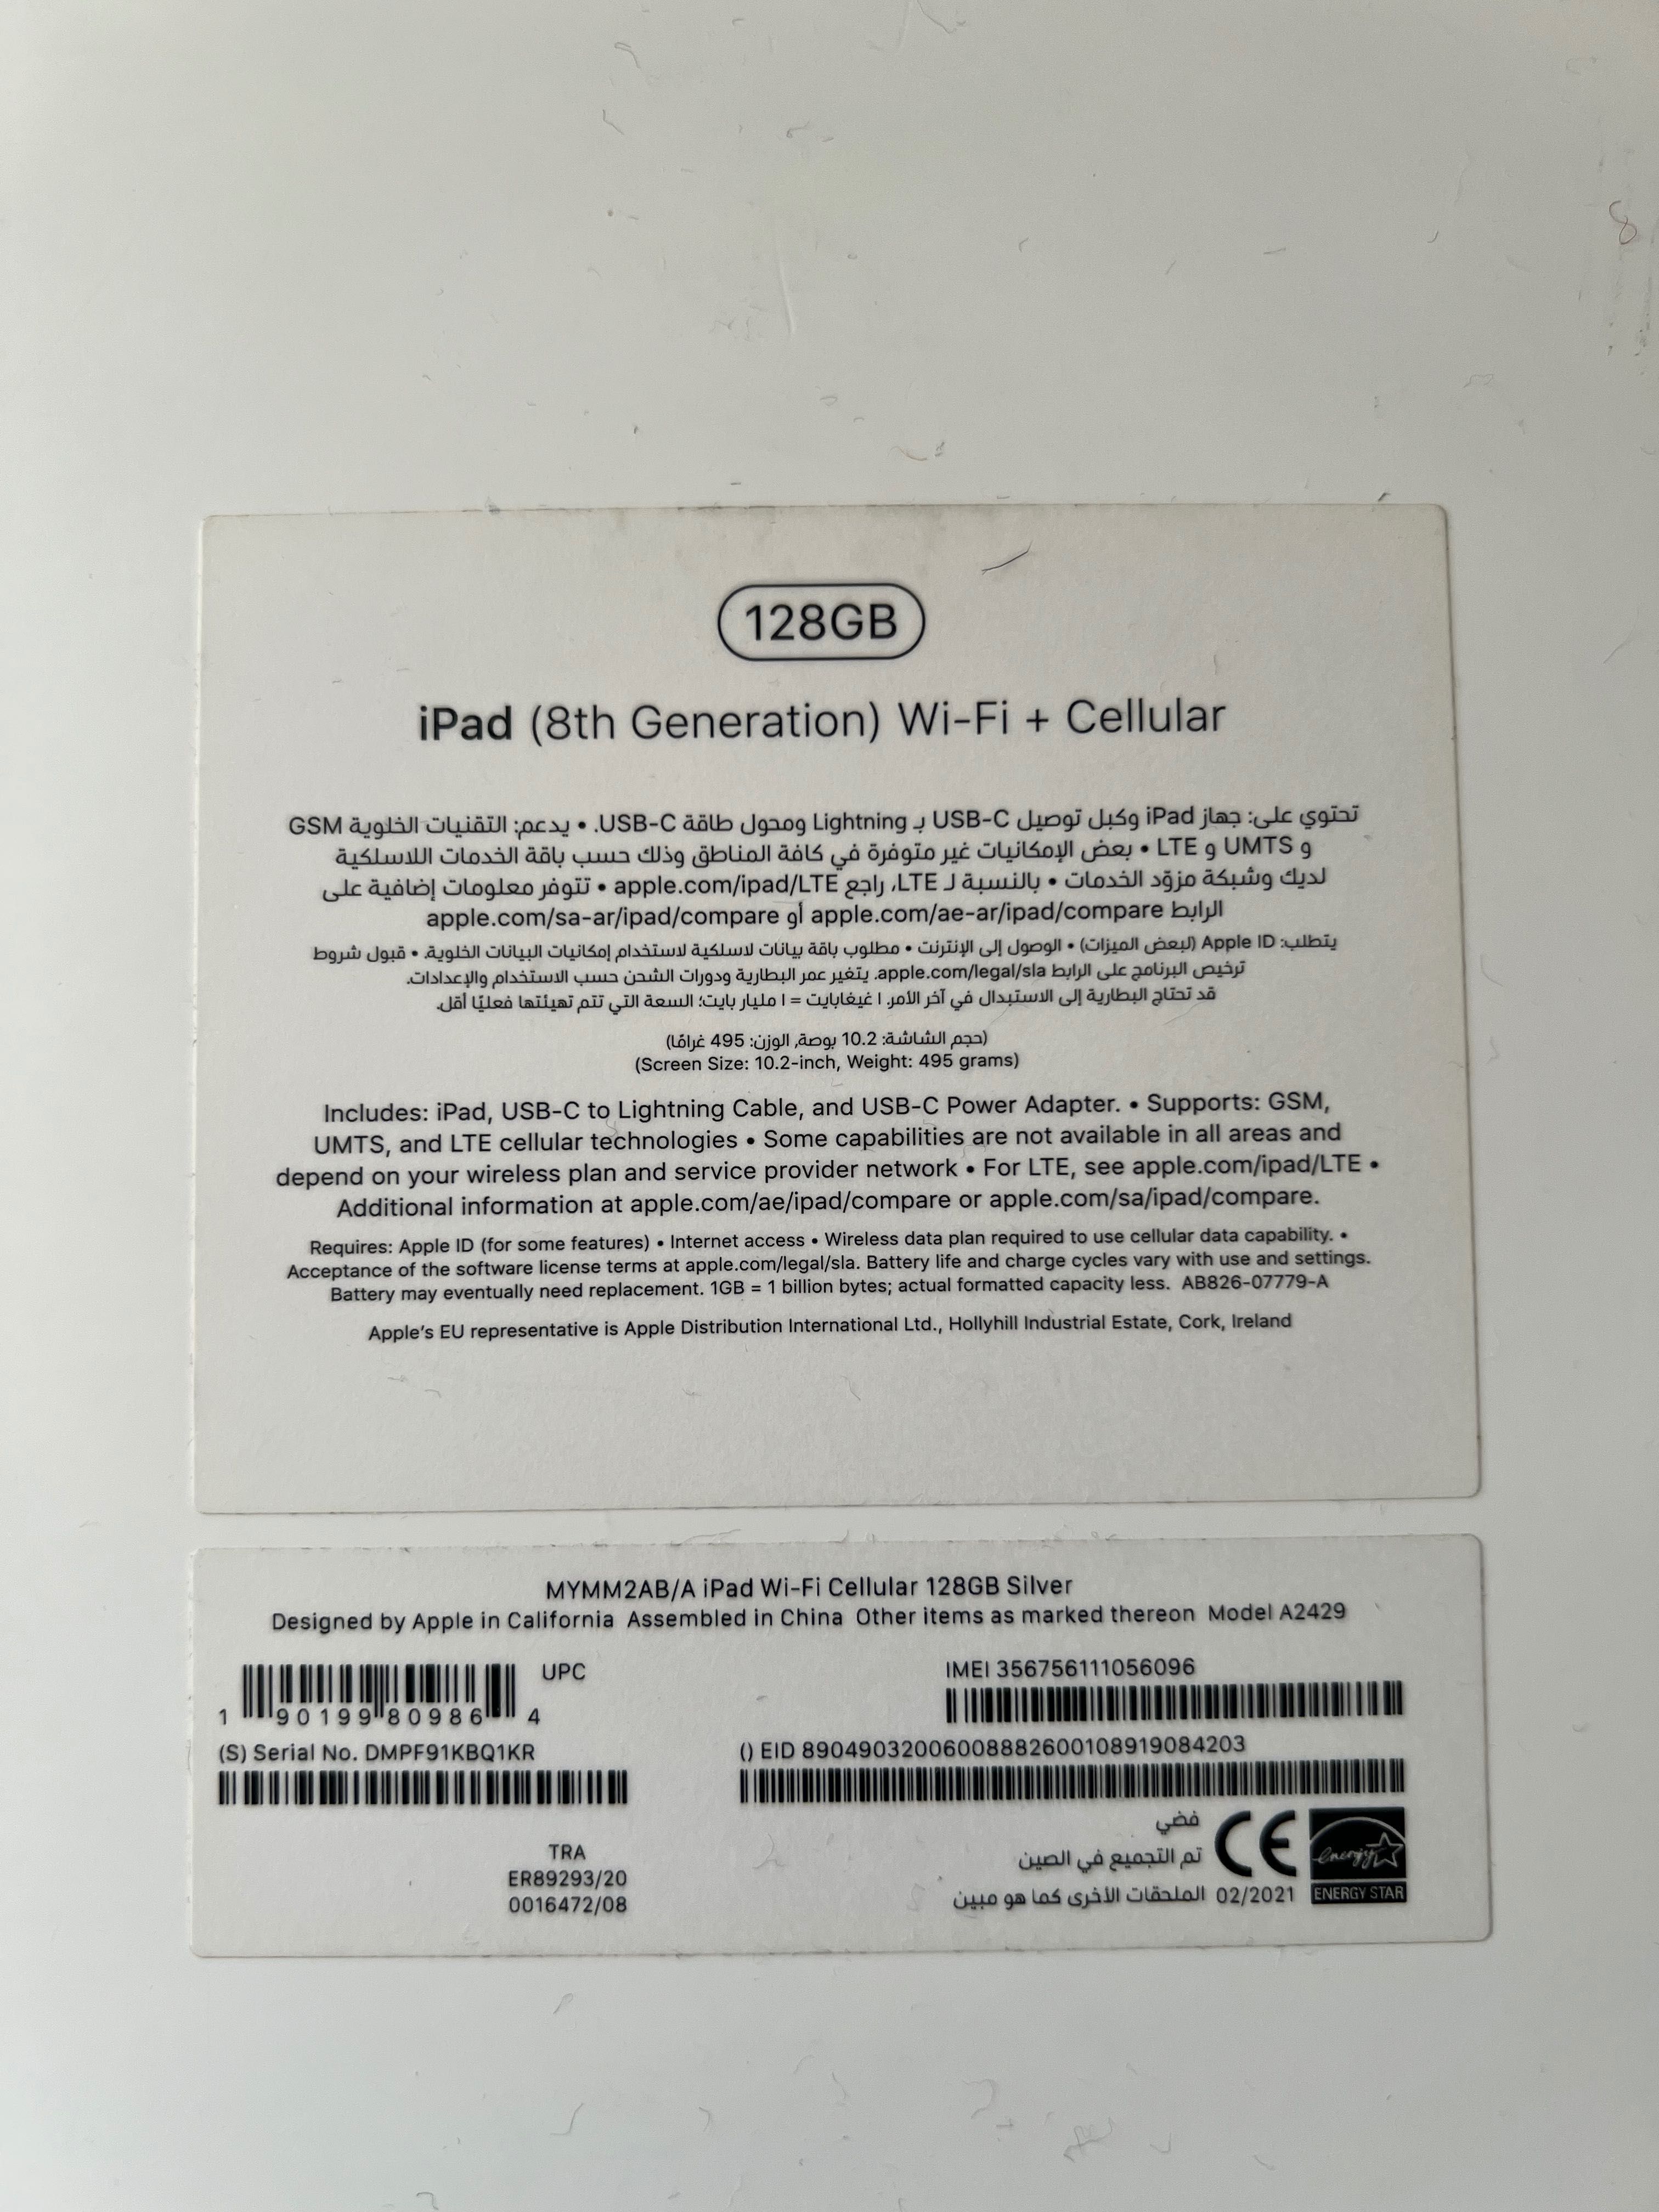 128GB
iPad (8th Generation) Wi-Fi + Cellular
تحتوي على: جهاز iPad وكبل توصيل USB-C بـ Lightning ومحول طاقة USB-C. • يدعم: التقنيات الخلوية GSM
و UMTS و LTE • بعض الإمكانيات غير متوفرة في كافة المناطق وذلك حسب باقة الخدمات اللاسلكية
لديك وشبكة مزوّد الخدمات • بالنسبة لـ LTE، راجع apple.com/ipad/LTE • تتوفر معلومات إضافية على
الرابط apple.com/ae-ar/ipad/compare أو apple.com/sa-ar/ipad/compare
يتطلب: Apple ID (لبعض الميزات) • الوصول إلى الإنترنت • مطلوب باقة بيانات لاسلكية لاستخدام إمكانيات البيانات الخلوية. • قبول شروط
ترخيص البرنامج على الرابط apple.com/legal/sla. يتغير عمر البطارية ودورات الشحن حسب الاستخدام والإعدادات.
قد تحتاج البطارية إلى الاستبدال في آخر الأمر. ١ غيغابايت = ١ مليار بايت؛ السعة التي تتم تهيئتها فعليًا أقل.
(حجم الشاشة: 10.2 بوصة, الوزن: 495 غرامًا)
(Screen Size: 10.2-inch, Weight: 495 grams)
Includes: iPad, USB-C to Lightning Cable, and USB-C Power Adapter. • Supports: GSM,
UMTS, and LTE cellular technologies • Some capabilities are not available in all areas and
depend on your wireless plan and service provider network • For LTE, see apple.com/ipad/LTE •
Additional information at apple.com/ae/ipad/compare or apple.com/sa/ipad/compare.
Requires: Apple ID (for some features) • Internet access • Wireless data plan required to use cellular data capability. •
Acceptance of the software license terms at apple.com/legal/sla. Battery life and charge cycles vary with use and settings.
Battery may eventually need replacement. 1GB = 1 billion bytes; actual formatted capacity less. AB826-07779-A
Apple's EU representative is Apple Distribution International Ltd., Hollyhill Industrial Estate, Cork, Ireland
MYMM2AB/A iPad Wi-Fi Cellular 128GB Silver
Designed by Apple in California Assembled in China Other items as marked thereon Model A2429
UPC
1 90199 80986 4
IMEI 356756111056096
(S) Serial No. DMPF91KBQ1KR
() EID 89049032006008882600108919084203
TRA
ER89293/20
0016472/08
فضي
تم التجميع في الصين
الملحقات الأخرى كما هو مبين
CE
02/2021
energy
ENERGY STAR